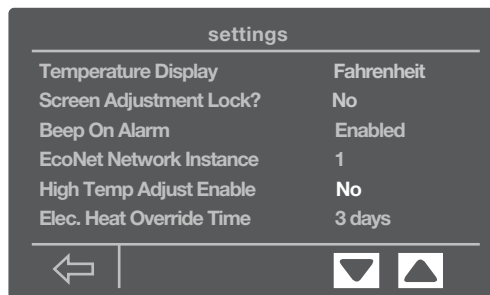 settings
Temperature Display Fahrenheit
Screen Adjustment Lock? No
Beep On Alarm Enabled
EcoNet Network Instance 1
High Temp Adjust Enable No
Elec. Heat Override Time 3 days